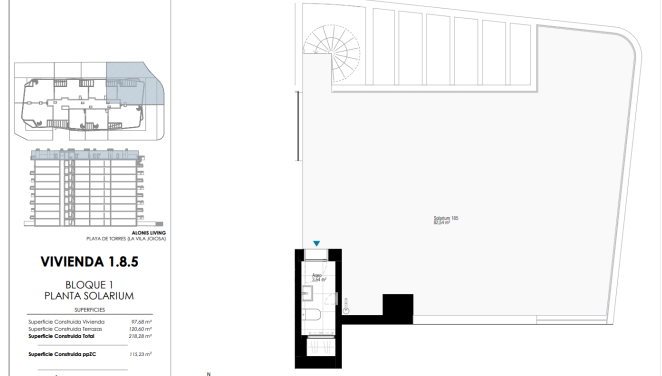 ALONIS LIVING
PLAYA DE TORRES (LA VILA JOIOSA)
VIVIENDA 1.8.5
BLOQUE 1
PLANTA SOLARIUM
SUPERFICIES
Superficie Construida Vivienda 97,68 m²
Superficie Construida Terrazas 120,60 m²
Superficie Construida Total 218,28 m²
Superficie Construida ppZC 115,23 m²
Solarium 185
82,54 m²
Aseo
2,64 m²
N